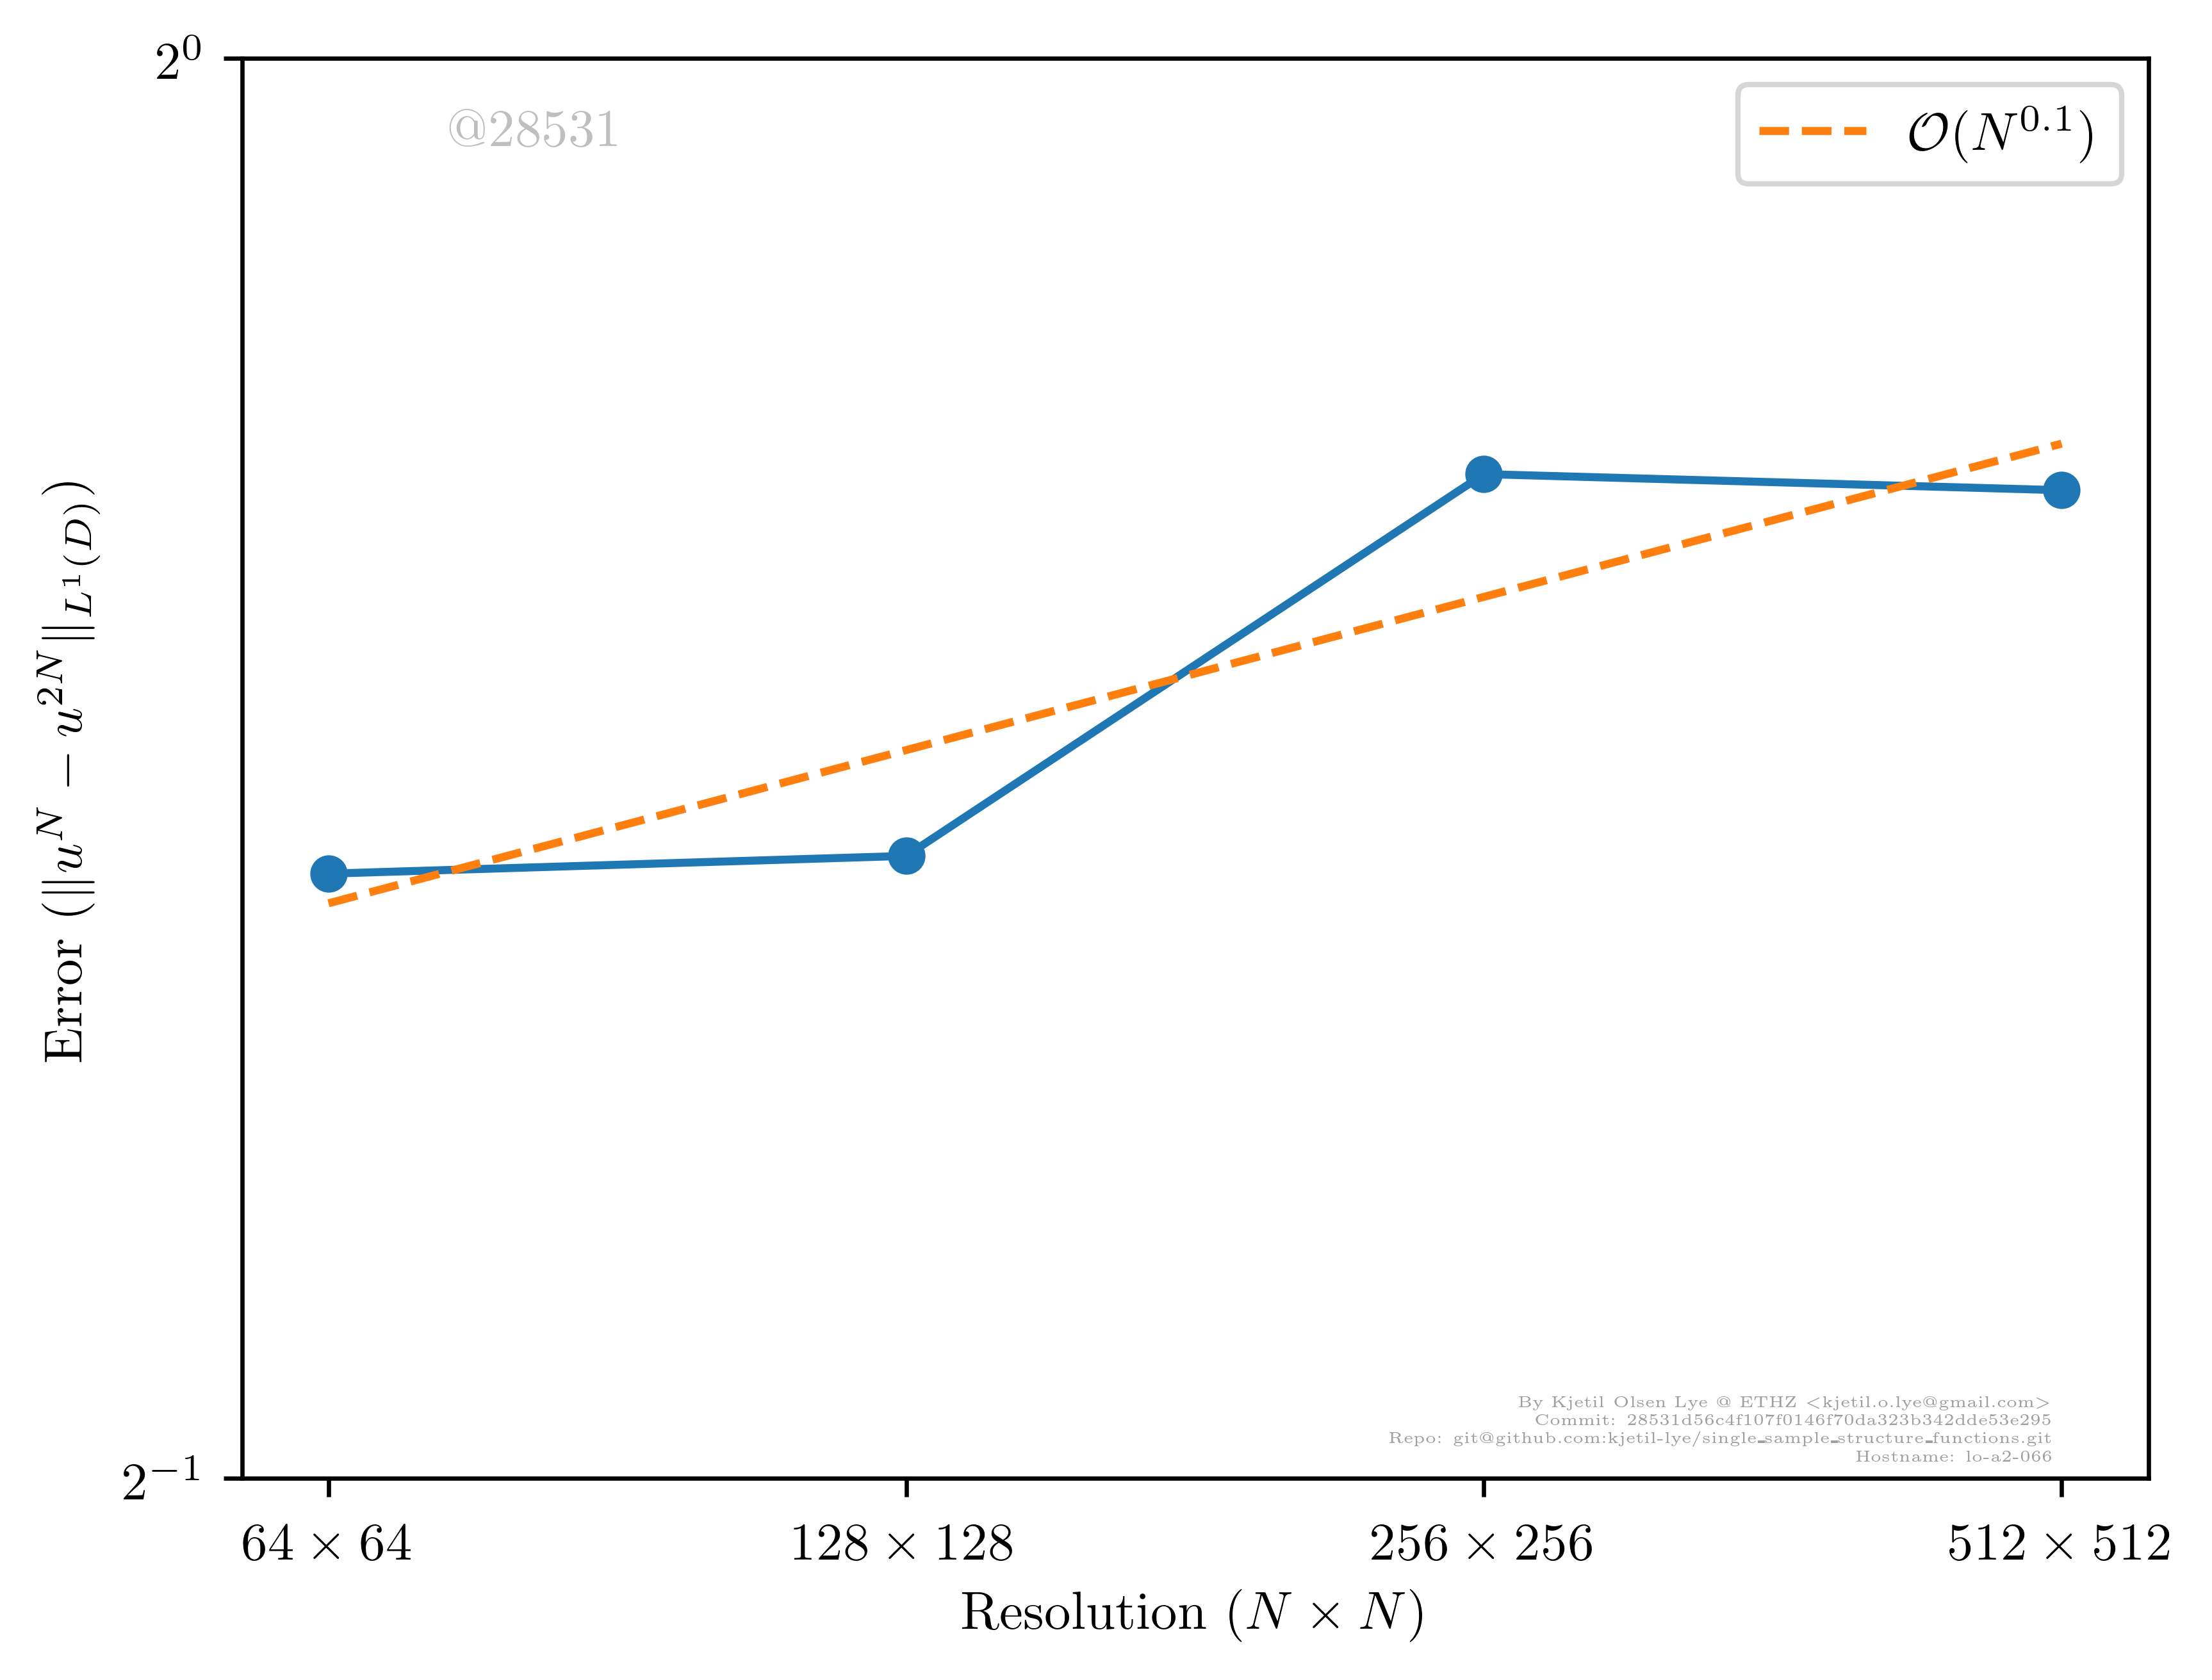 2^0
@28531
O(N^{0.1})
Error (||u^N − u^{2N}||_{L^1(D)})
By Kjetil Olsen Lye @ ETHZ <kjetil.o.lye@gmail.com>
Commit: 28531d56c4f107f0146f70da323b342dde53e295
Repo: git@github.com:kjetil-lye/single_sample_structure_functions.git
Hostname: lo-a2-066
2^{−1}
64 × 64 128 × 128 256 × 256 512 × 512
Resolution (N × N)